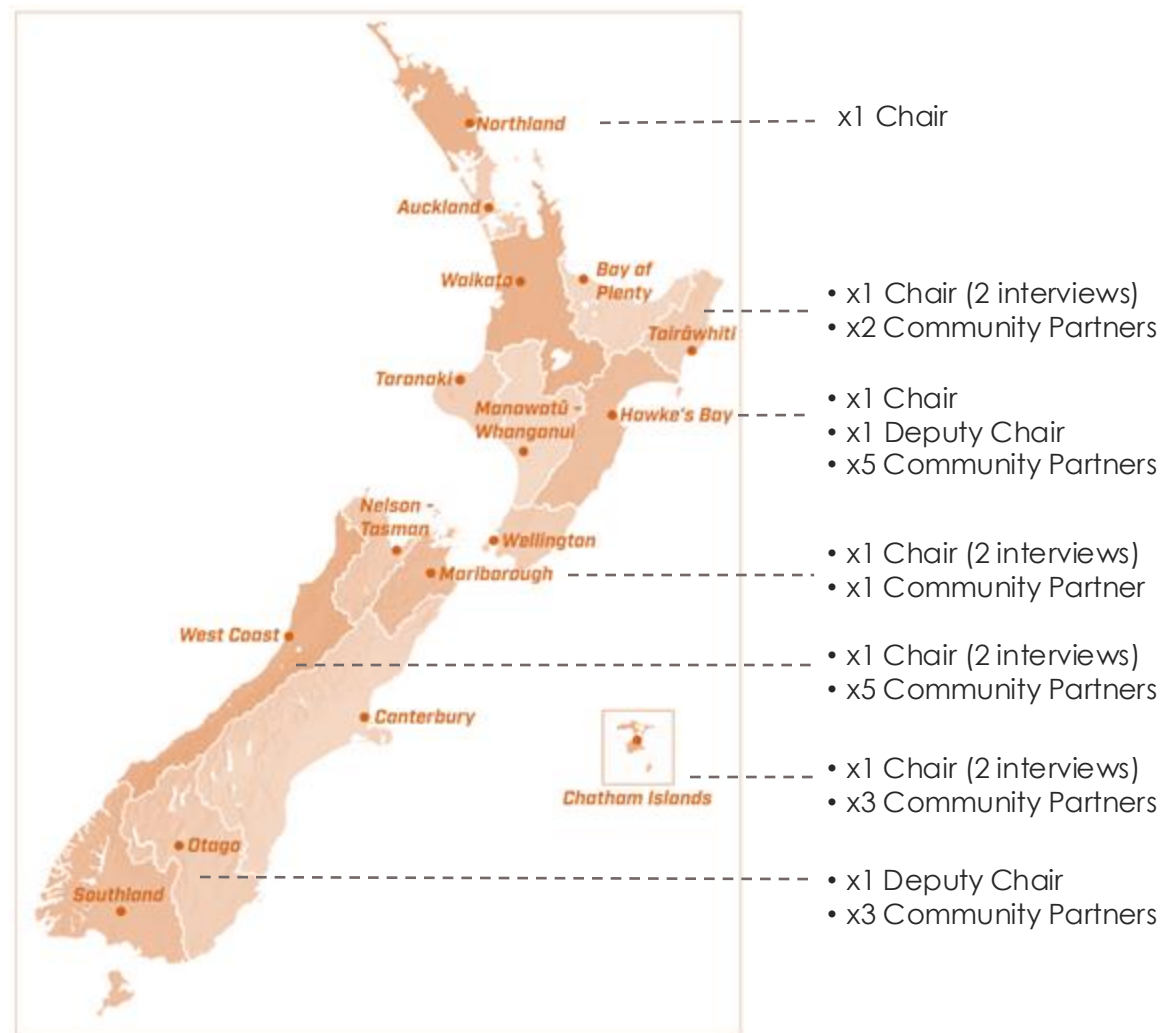 Northland
x1 Chair
Auckland
Waikato
Bay of
Plenty
Tairāwhiti
• x1 Chair (2 interviews)
• x2 Community Partners
Taranaki
Manawatū -
Whanganui
Hawke's Bay
• x1 Chair
• x1 Deputy Chair
• x5 Community Partners
Nelson -
Tasman
Wellington
Marlborough
• x1 Chair (2 interviews)
• x1 Community Partner
West Coast
• x1 Chair (2 interviews)
• x5 Community Partners
Canterbury
Chatham Islands
• x1 Chair (2 interviews)
• x3 Community Partners
Otago
Southland
• x1 Deputy Chair
• x3 Community Partners